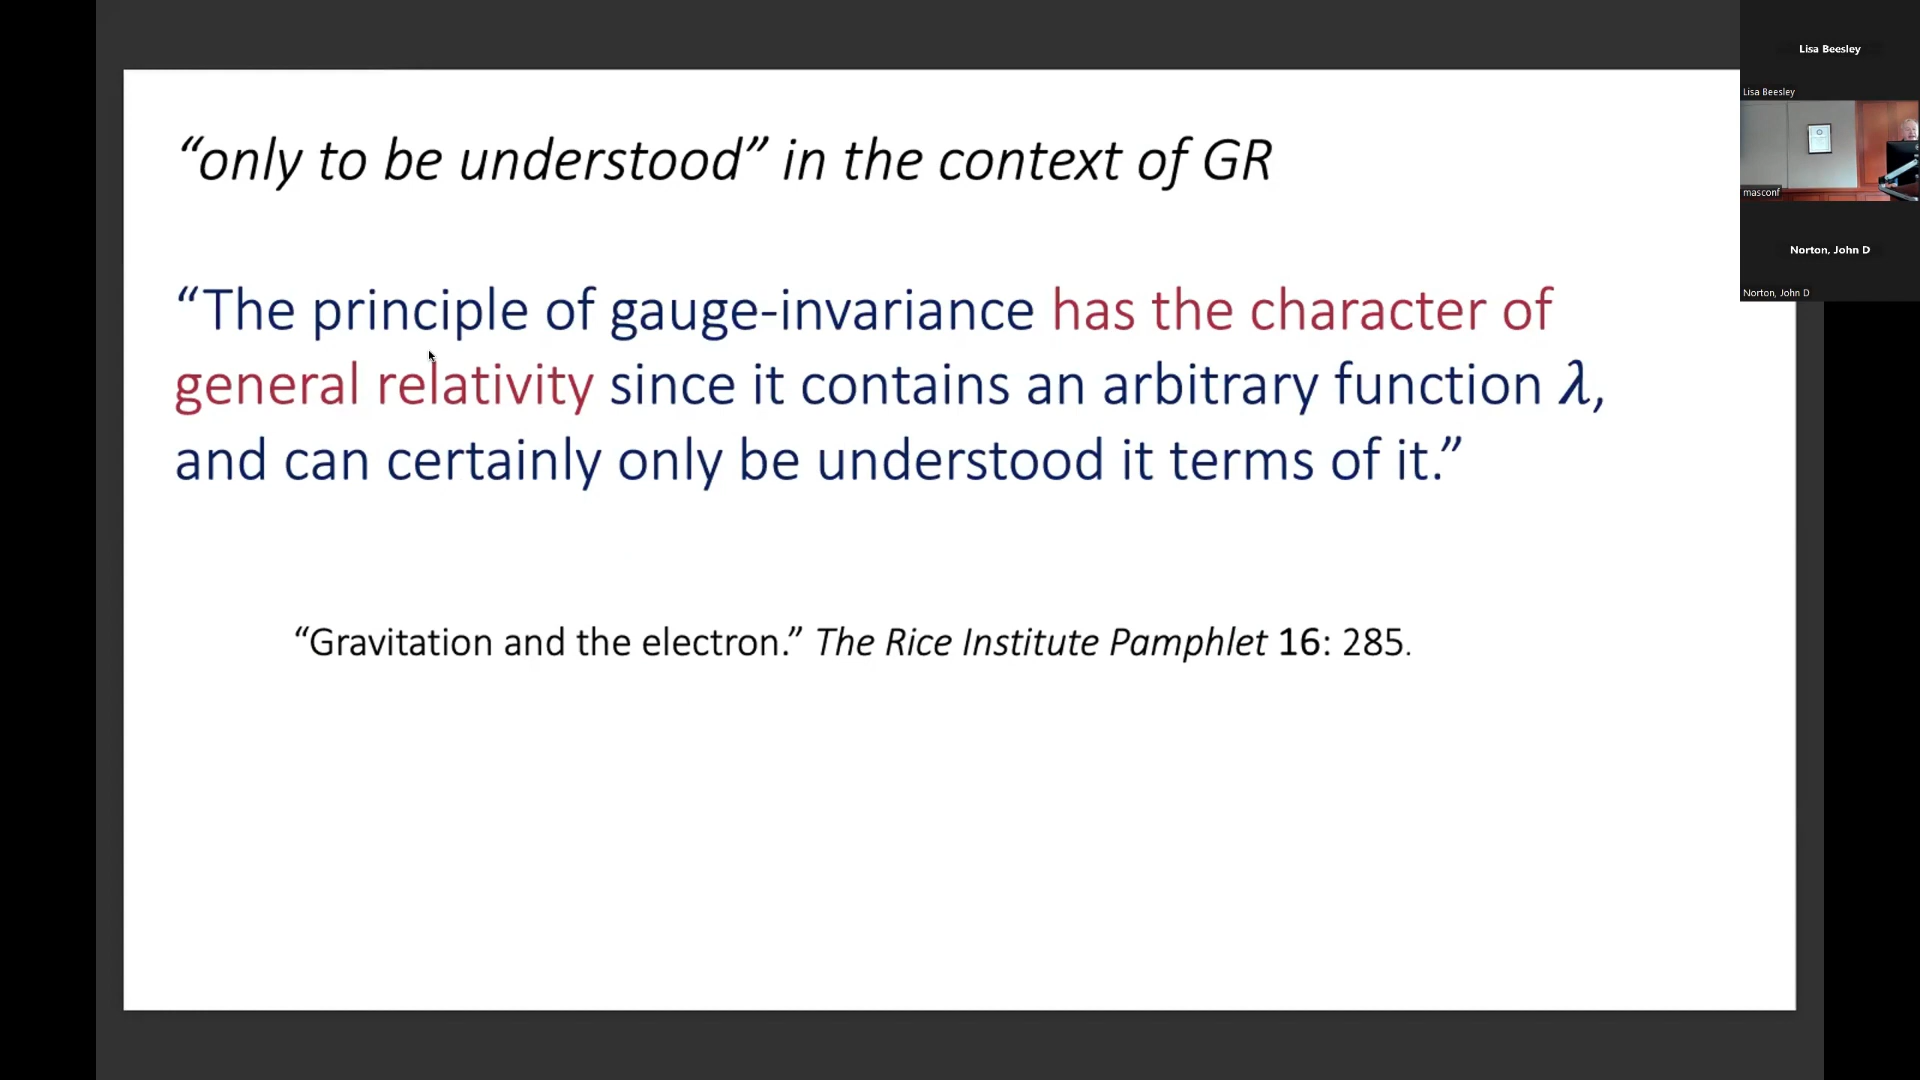 “only to be understood” in the context of GR
“The principle of gauge-invariance has the character of
general relativity since it contains an arbitrary function λ,
and can certainly only be understood it terms of it.”
“Gravitation and the electron.” The Rice Institute Pamphlet 16: 285.
Lisa Beesley
Lisa Beesley
masconf
Norton, John D
Norton, John D